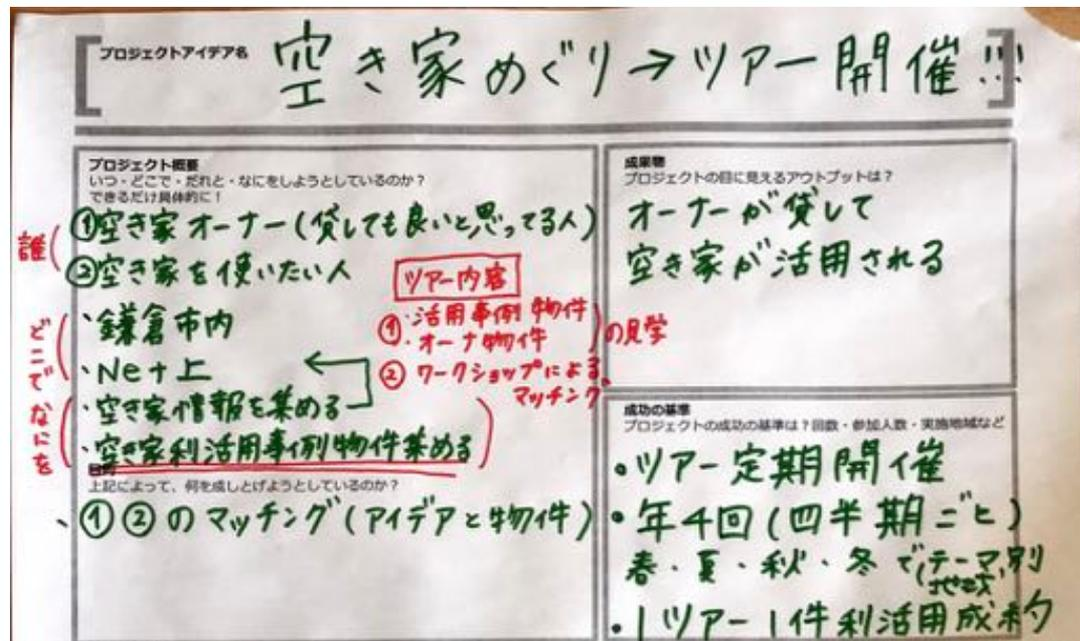 プロジェクトアイデア名
空き家めぐり→ツアー開催!!!
プロジェクト概要
いつ・どこで・だれと・なにをしようとしているのか?
できるだけ具体的に!
誰
①空き家オーナー(貸しても良いと思ってる人)
②空き家を使いたい人
どこで
・鎌倉市内
・Net上
なにを
・空き家情報を集める
・空き家利活用事例物件集める
ツアー内容
①・活用事例物件
・オーナ物件
の見学
② ワークショップによる、
マッチング
目的
上記によって、何を成しとげようとしているのか?
、①②のマッチング(アイデアと物件)
成果物
プロジェクトの目に見えるアウトプットは?
オーナーが貸して
空き家が活用される
成功の基準
プロジェクトの成功の基準は?回数・参加人数・実施地域など
・ツアー定期開催
・年4回(四半期ごと)
春・夏・秋・冬で(テーマ別
・1ツアー1件利活用成約